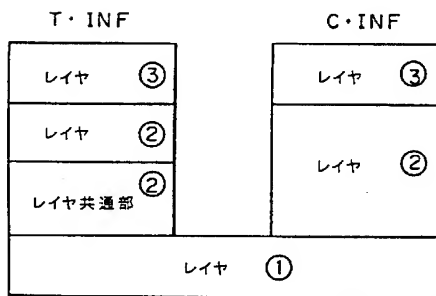 T・INF
C・INF
レイヤ ③
レイヤ ③
レイヤ ②
レイヤ ②
レイヤ共通部 ②
レイヤ ①